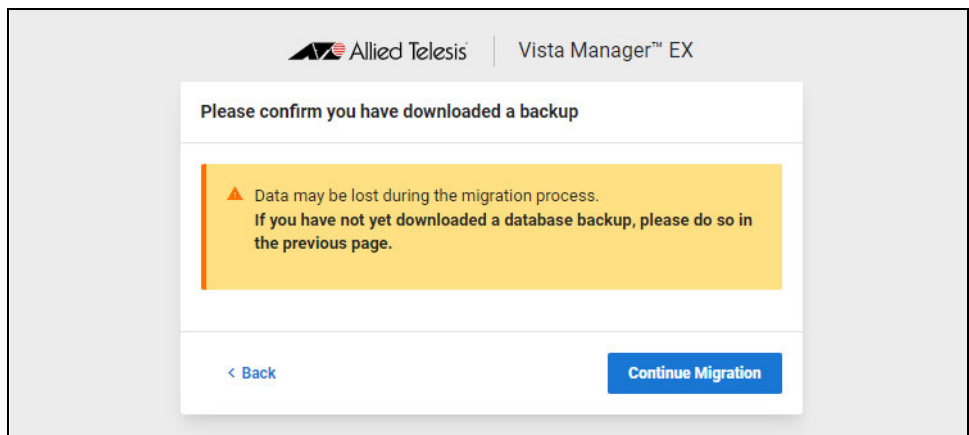 Allied Telesis Vista Manager™ EX
Please confirm you have downloaded a backup
Data may be lost during the migration process.
If you have not yet downloaded a database backup, please do so in
the previous page.
< Back Continue Migration